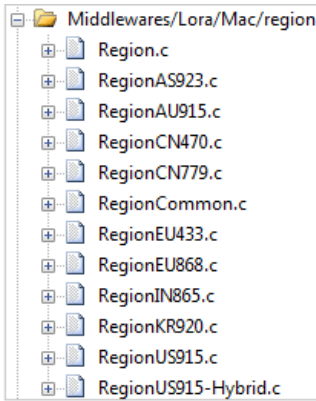 Middlewares/Lora/Mac/region
Region.c
RegionAS923.c
RegionAU915.c
RegionCN470.c
RegionCN779.c
RegionCommon.c
RegionEU433.c
RegionEU868.c
RegionIN865.c
RegionKR920.c
RegionUS915.c
RegionUS915-Hybrid.c